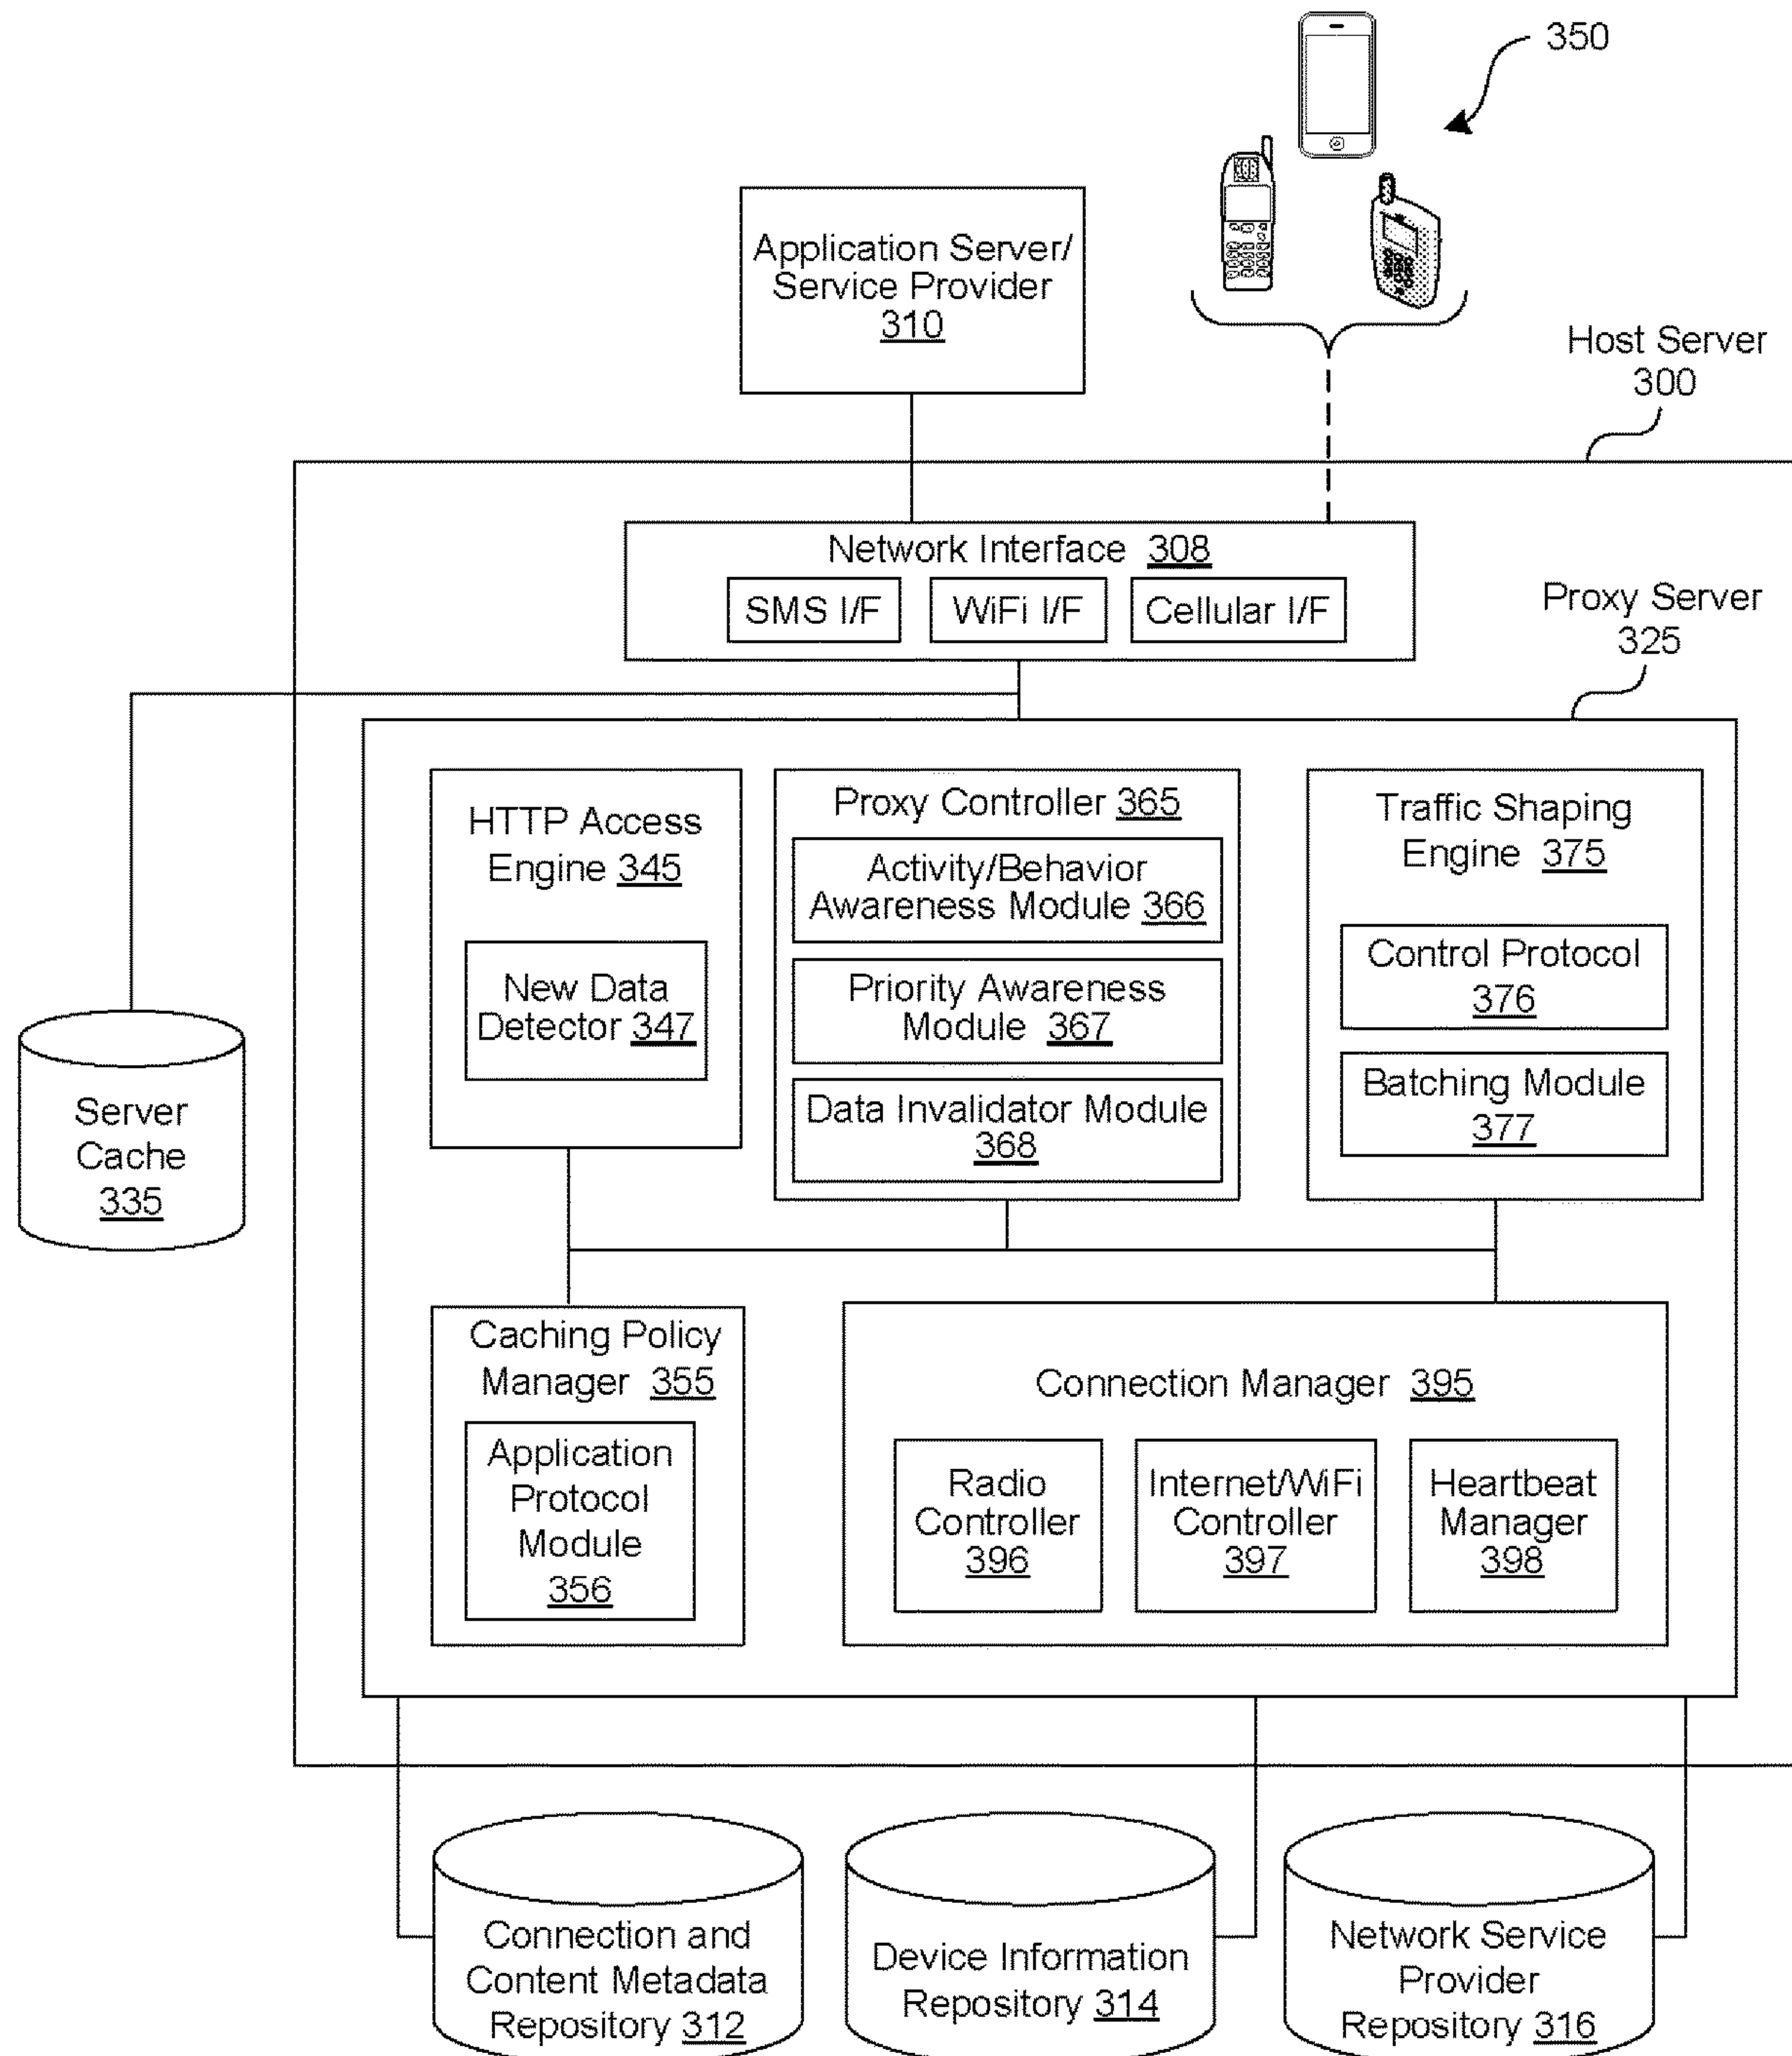 350
Application Server/
Service Provider
310
Host Server
300
Network Interface 308
SMS I/F
WiFi I/F
Cellular I/F
Proxy Server
325
HTTP Access
Engine 345
New Data
Detector 347
Proxy Controller 365
Activity/Behavior
Awareness Module 366
Priority Awareness
Module 367
Data Invalidator Module
368
Traffic Shaping
Engine 375
Control Protocol
376
Batching Module
377
Server
Cache
335
Caching Policy
Manager 355
Application
Protocol
Module
356
Connection Manager 395
Radio
Controller
396
Internet/WiFi
Controller
397
Heartbeat
Manager
398
Connection and
Content Metadata
Repository 312
Device Information
Repository 314
Network Service
Provider
Repository 316